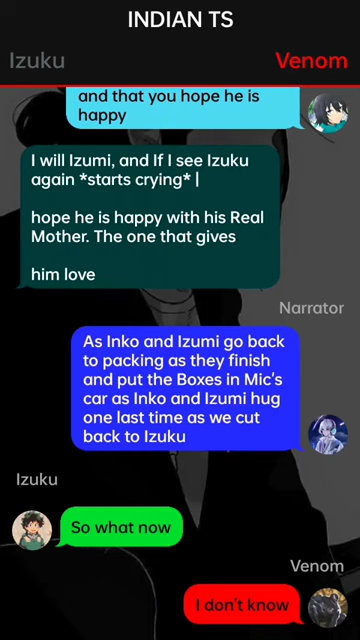 INDIAN TS
Izuku
Venom
and that you hope he is
happy
I will Izumi, and If I see Izuku
again *starts crying* I
hope he is happy with his Real
Mother. The one that gives
him love
Narrator
As Inko and Izumi go back
to packing as they finish
and put the Boxes in Mic's
car as Inko and Izumi hug
one last time as we cut
back to Izuku
Izuku
So what now
Venom
I don't know